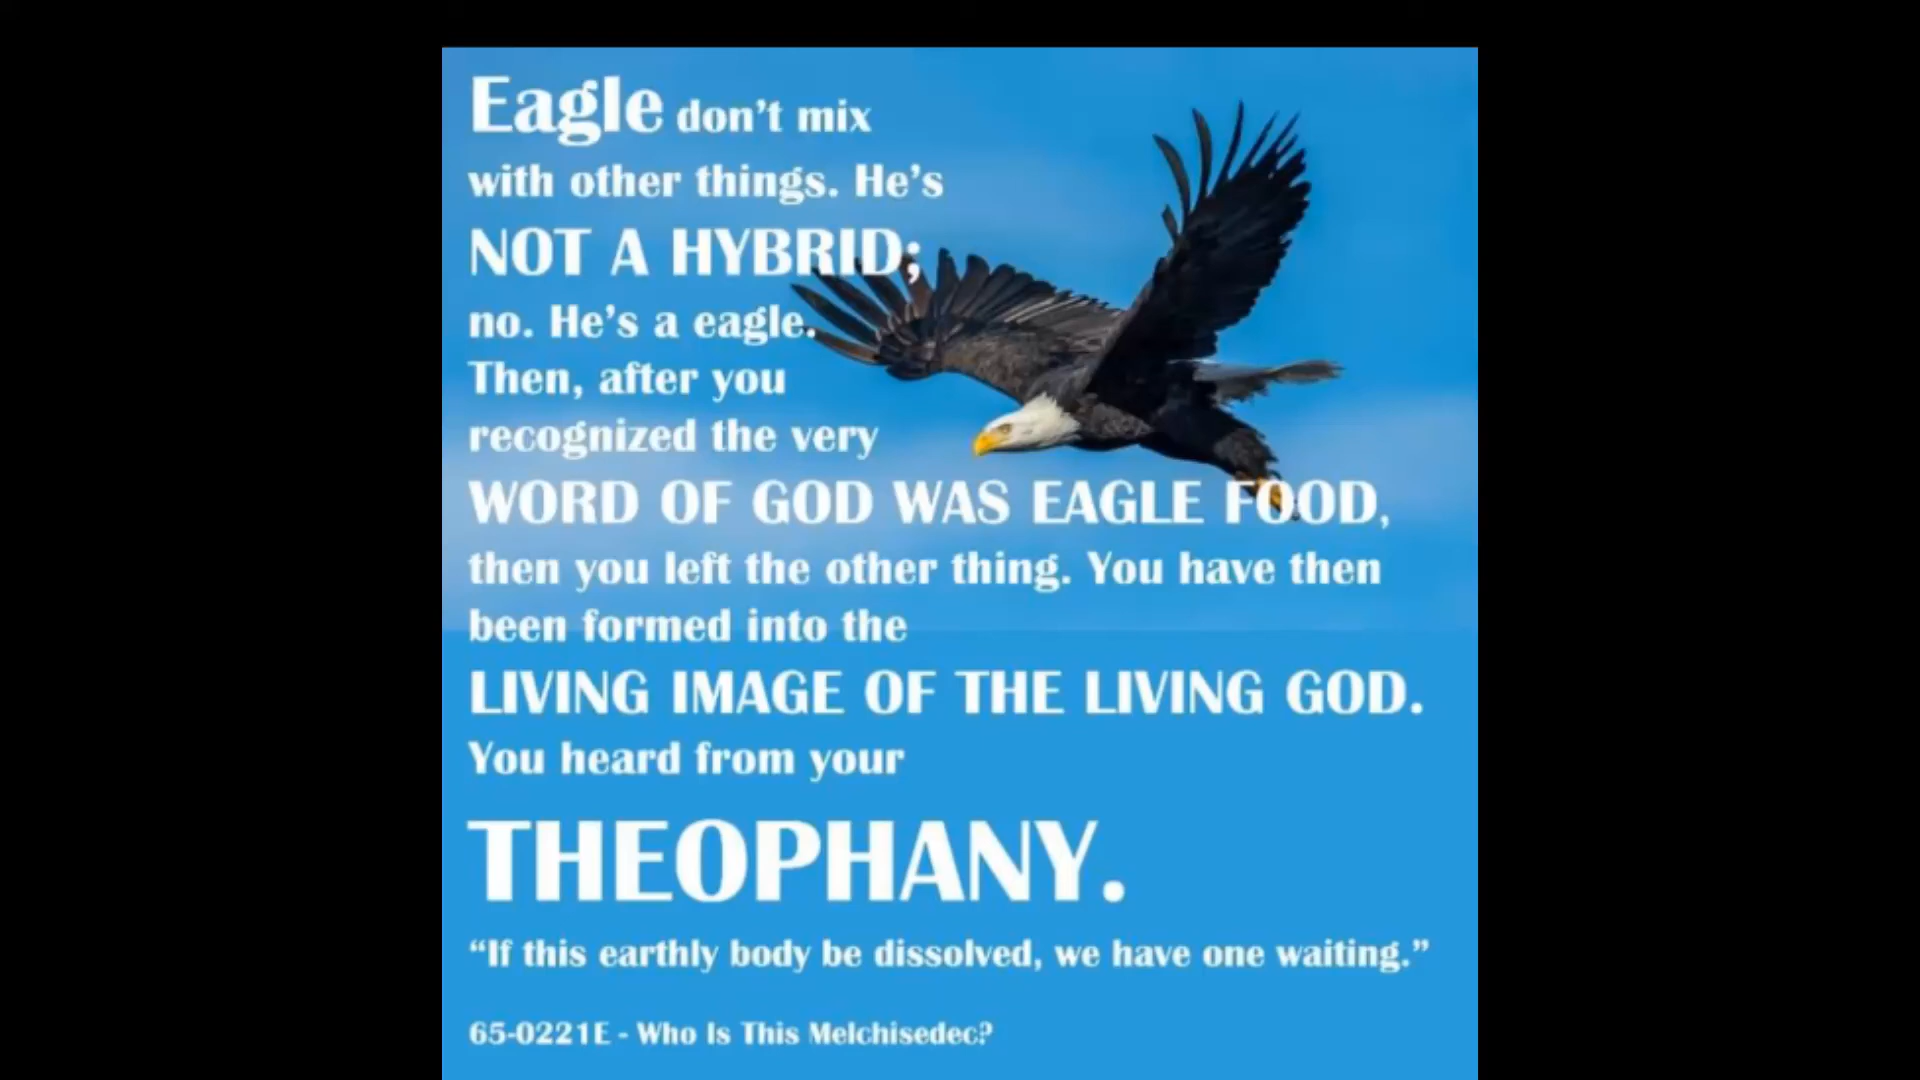 Eagle don’t mix
with other things. He’s
NOT A HYBRID;
no. He’s a eagle.
Then, after you
recognized the very
WORD OF GOD WAS EAGLE FOOD,
then you left the other thing. You have then
been formed into the
LIVING IMAGE OF THE LIVING GOD.
You heard from your
THEOPHANY.
“If this earthly body be dissolved, we have one waiting.”
65-0221E - Who Is This Melchisedec?